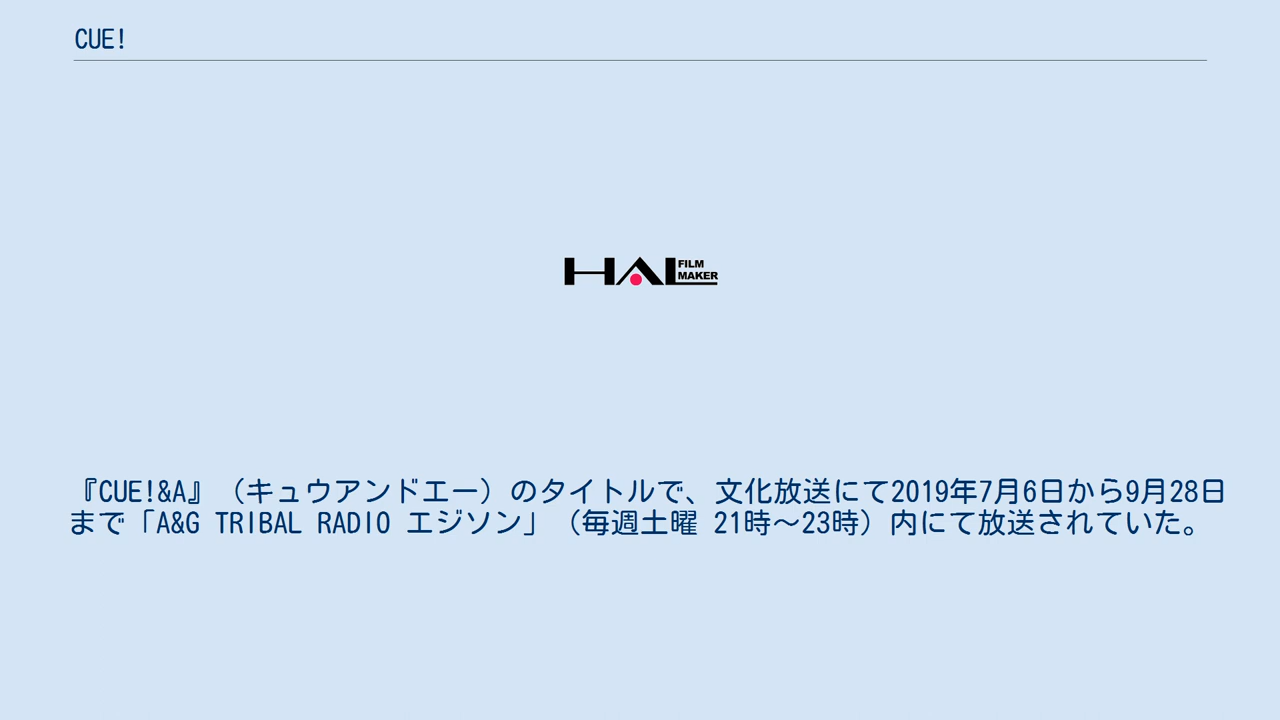 CUE!
HAL FILM
MAKER
『CUE!&A』（キュウアンドエー）のタイトルで、文化放送にて2019年7月6日から9月28日
まで「A&G TRIBAL RADIO エジソン」（毎週土曜 21時～23時）内にて放送されていた。